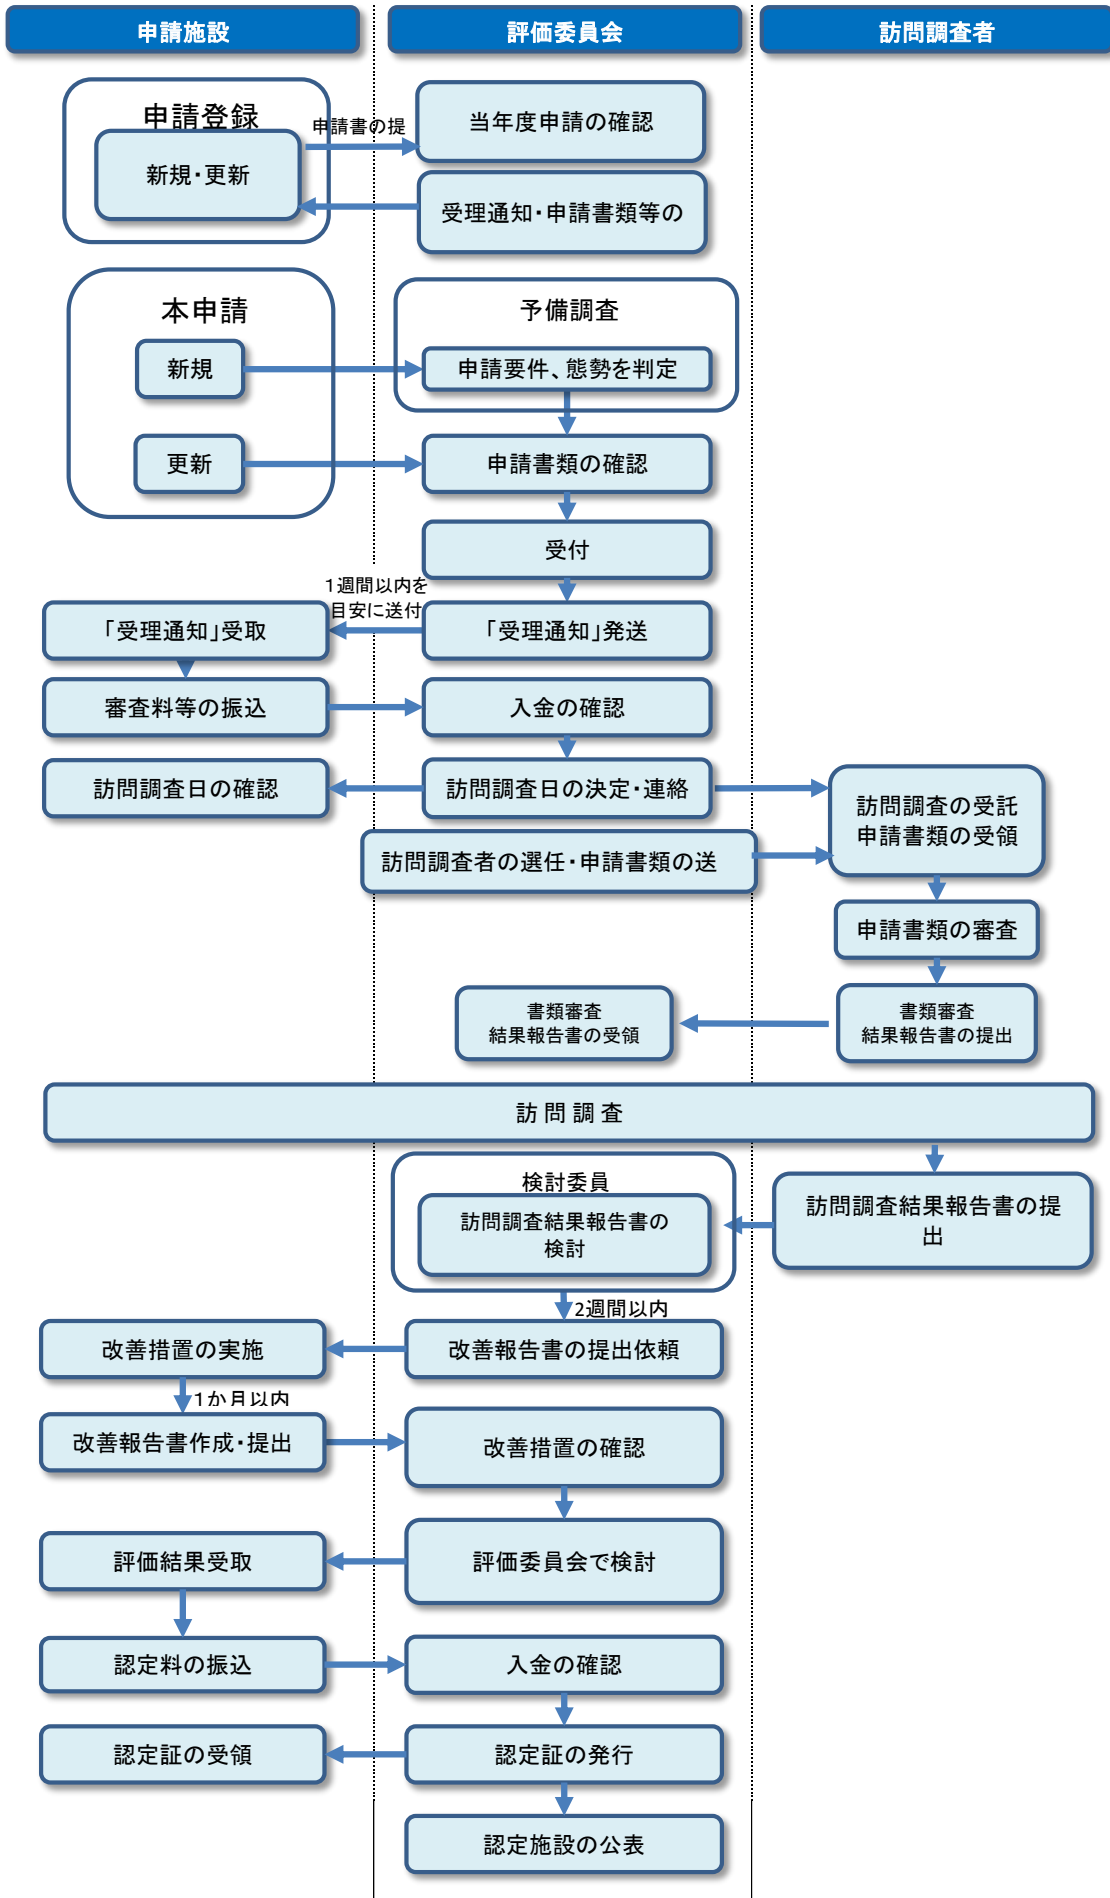 申請施設
評価委員会
訪問調査者
申請登録
新規・更新
申請書の提
当年度申請の確認
受理通知・申請書類等の
本申請
新規
更新
予備調査
申請要件、態勢を判定
申請書類の確認
受付
1週間以内を
目安に送付
「受理通知」受取
「受理通知」発送
審査料等の振込
入金の確認
訪問調査日の確認
訪問調査日の決定・連絡
訪問調査の受託
申請書類の受領
訪問調査者の選任・申請書類の送
申請書類の審査
書類審査
結果報告書の受領
書類審査
結果報告書の提出
訪問調査
検討委員
訪問調査結果報告書の
検討
訪問調査結果報告書の提
出
2週間以内
改善措置の実施
改善報告書の提出依頼
1か月以内
改善報告書作成・提出
改善措置の確認
評価結果受取
評価委員会で検討
認定料の振込
入金の確認
認定証の受領
認定証の発行
認定施設の公表